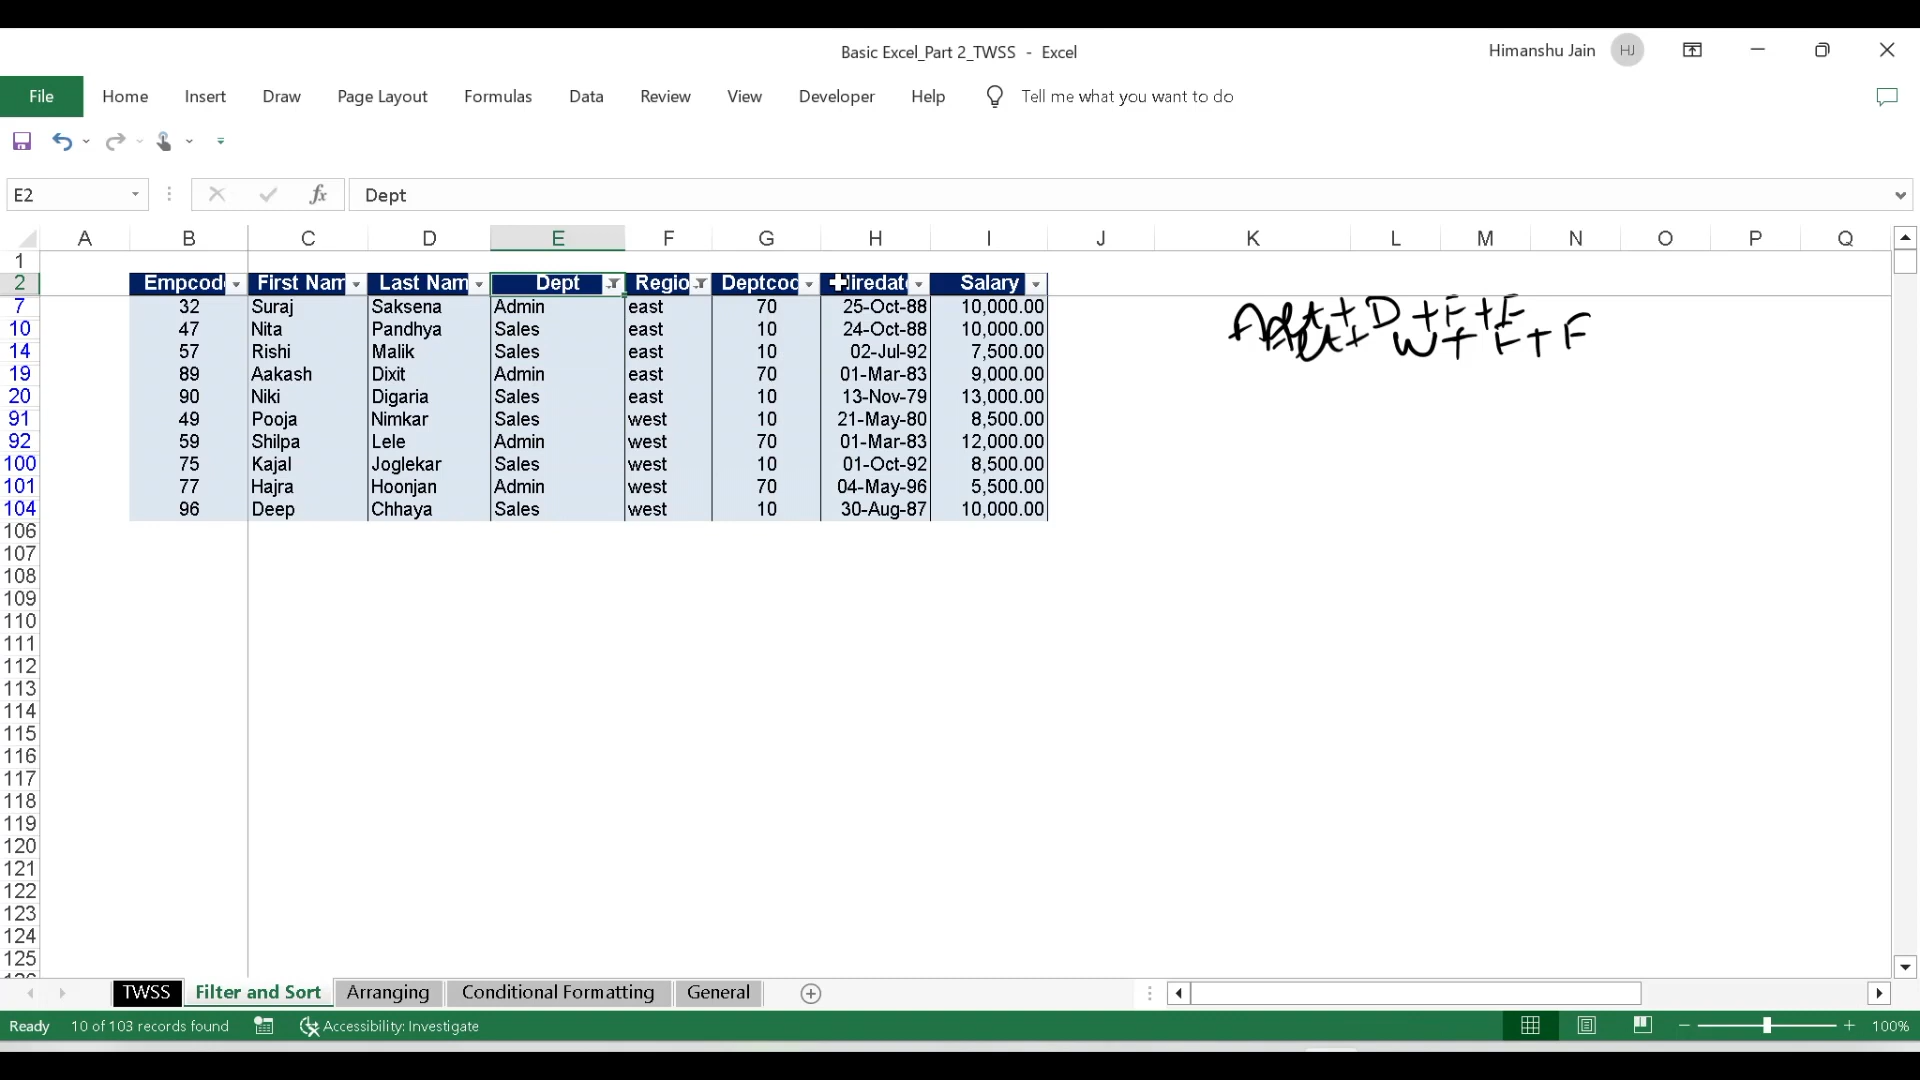 Basic Excel_Part 2_TWSS - Excel
Himanshu Jain HJ
File Home Insert Draw Page Layout Formulas Data Review View Developer Help Tell me what you want to do
E2 fx Dept
A B C D E F G H I J K L M N O P Q
1
2 Empcod First Nam Last Nam Dept Regio Deptcod Hiredat Salary
7 32 Suraj Saksena Admin east 70 25-Oct-88 10,000.00
10 47 Nita Pandhya Sales east 10 24-Oct-88 10,000.00
14 57 Rishi Malik Sales east 10 02-Jul-92 7,500.00
19 89 Aakash Dixit Admin east 70 01-Mar-83 9,000.00
20 90 Niki Digaria Sales east 10 13-Nov-79 13,000.00
91 49 Pooja Nimkar Sales west 10 21-May-80 8,500.00
92 59 Shilpa Lele Admin west 70 01-Mar-83 12,000.00
100 75 Kajal Joglekar Sales west 10 01-Oct-92 8,500.00
101 77 Hajra Hoonjan Admin west 70 04-May-96 5,500.00
104 96 Deep Chhaya Sales west 10 30-Aug-87 10,000.00
106
107
108
109
110
111
112
113
114
115
116
117
118
119
120
121
122
123
124
125
+ D + F + F
+ W + F + F
TWSS Filter and Sort Arranging Conditional Formatting General
Ready 10 of 103 records found Accessibility: Investigate 100%